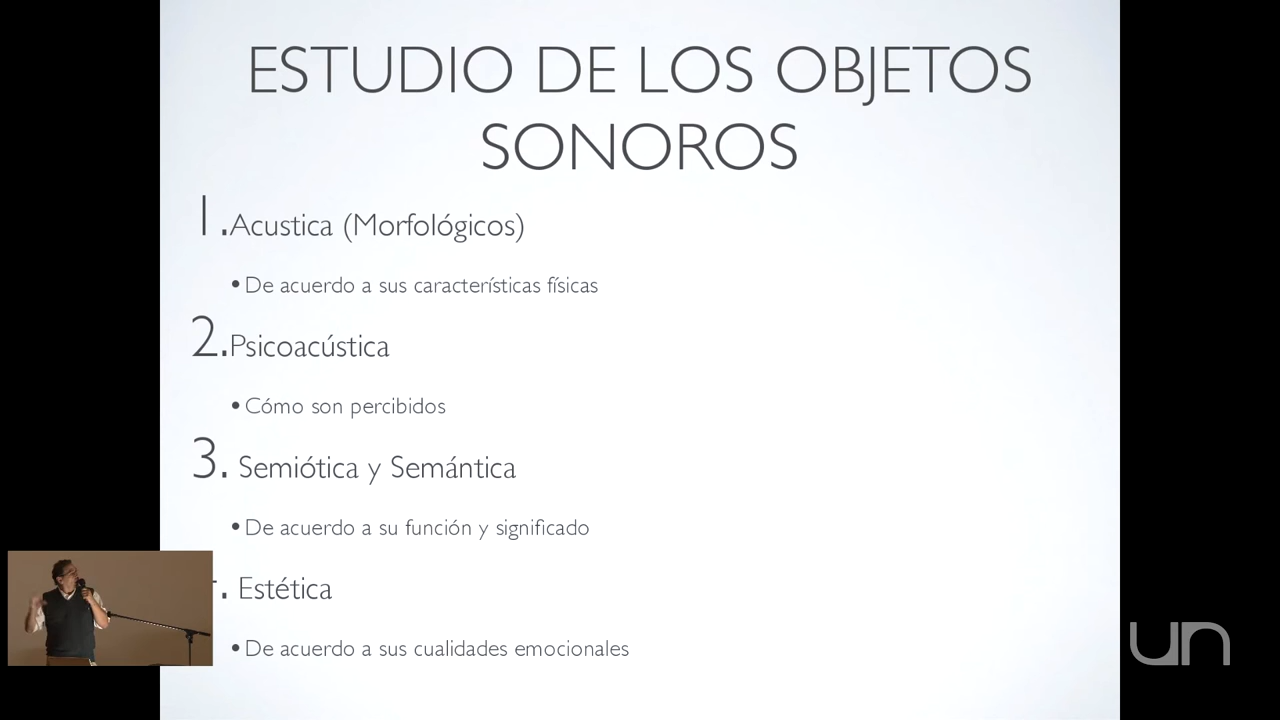 ESTUDIO DE LOS OBJETOS
SONOROS
1.Acustica (Morfológicos)
•De acuerdo a sus características físicas
2.Psicoacústica
•Cómo son percibidos
3. Semiótica y Semántica
•De acuerdo a su función y significado
. Estética
•De acuerdo a sus cualidades emocionales
un